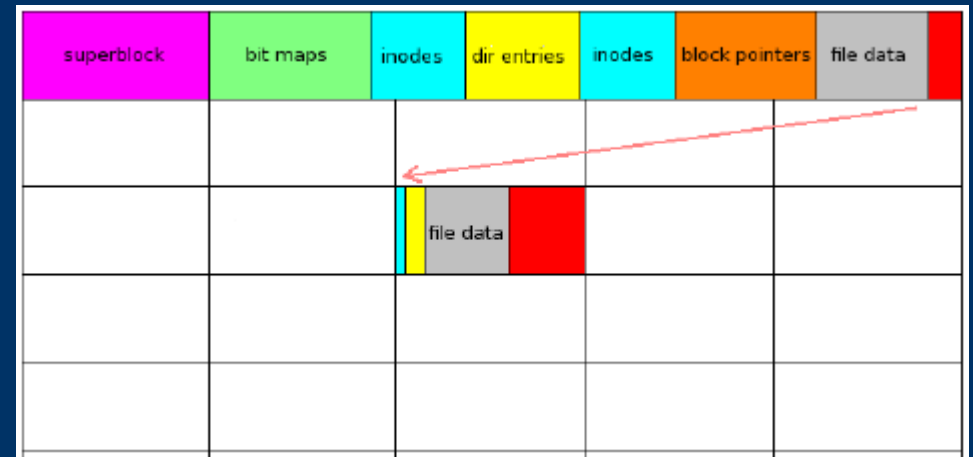 superblock bit maps inodes dir entries inodes block pointers file data
file data